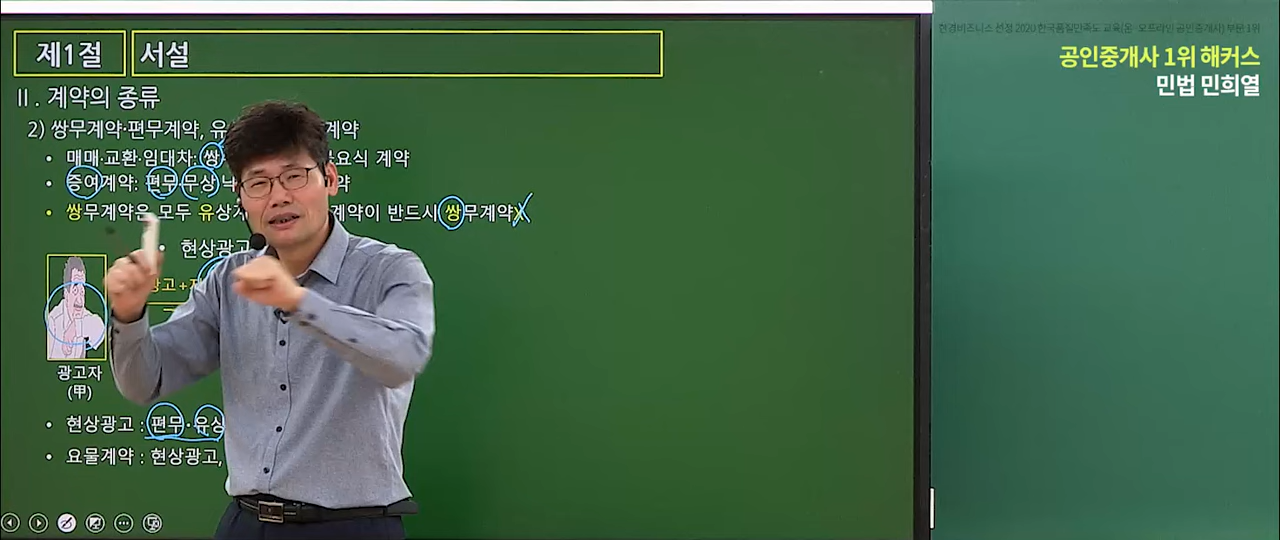 한경비즈니스 선정 2020 한국품질만족도 교육(온·오프라인 공인중개사) 부문 1위
공인중개사 1위 해커스
민법 민희열
제1절 서설
Ⅱ. 계약의 종류
2) 쌍무계약·편무계약, 유 계약
• 매매·교환·임대차: 쌍 요식 계약
• 증여계약: 편무·무상 낙 약
• 쌍무계약은 모두 유상 계약이 반드시 쌍무계약x
• 현상광고
광고+
광고자
(甲)
• 현상광고 : 편무·유상
• 요물계약 : 현상광고,